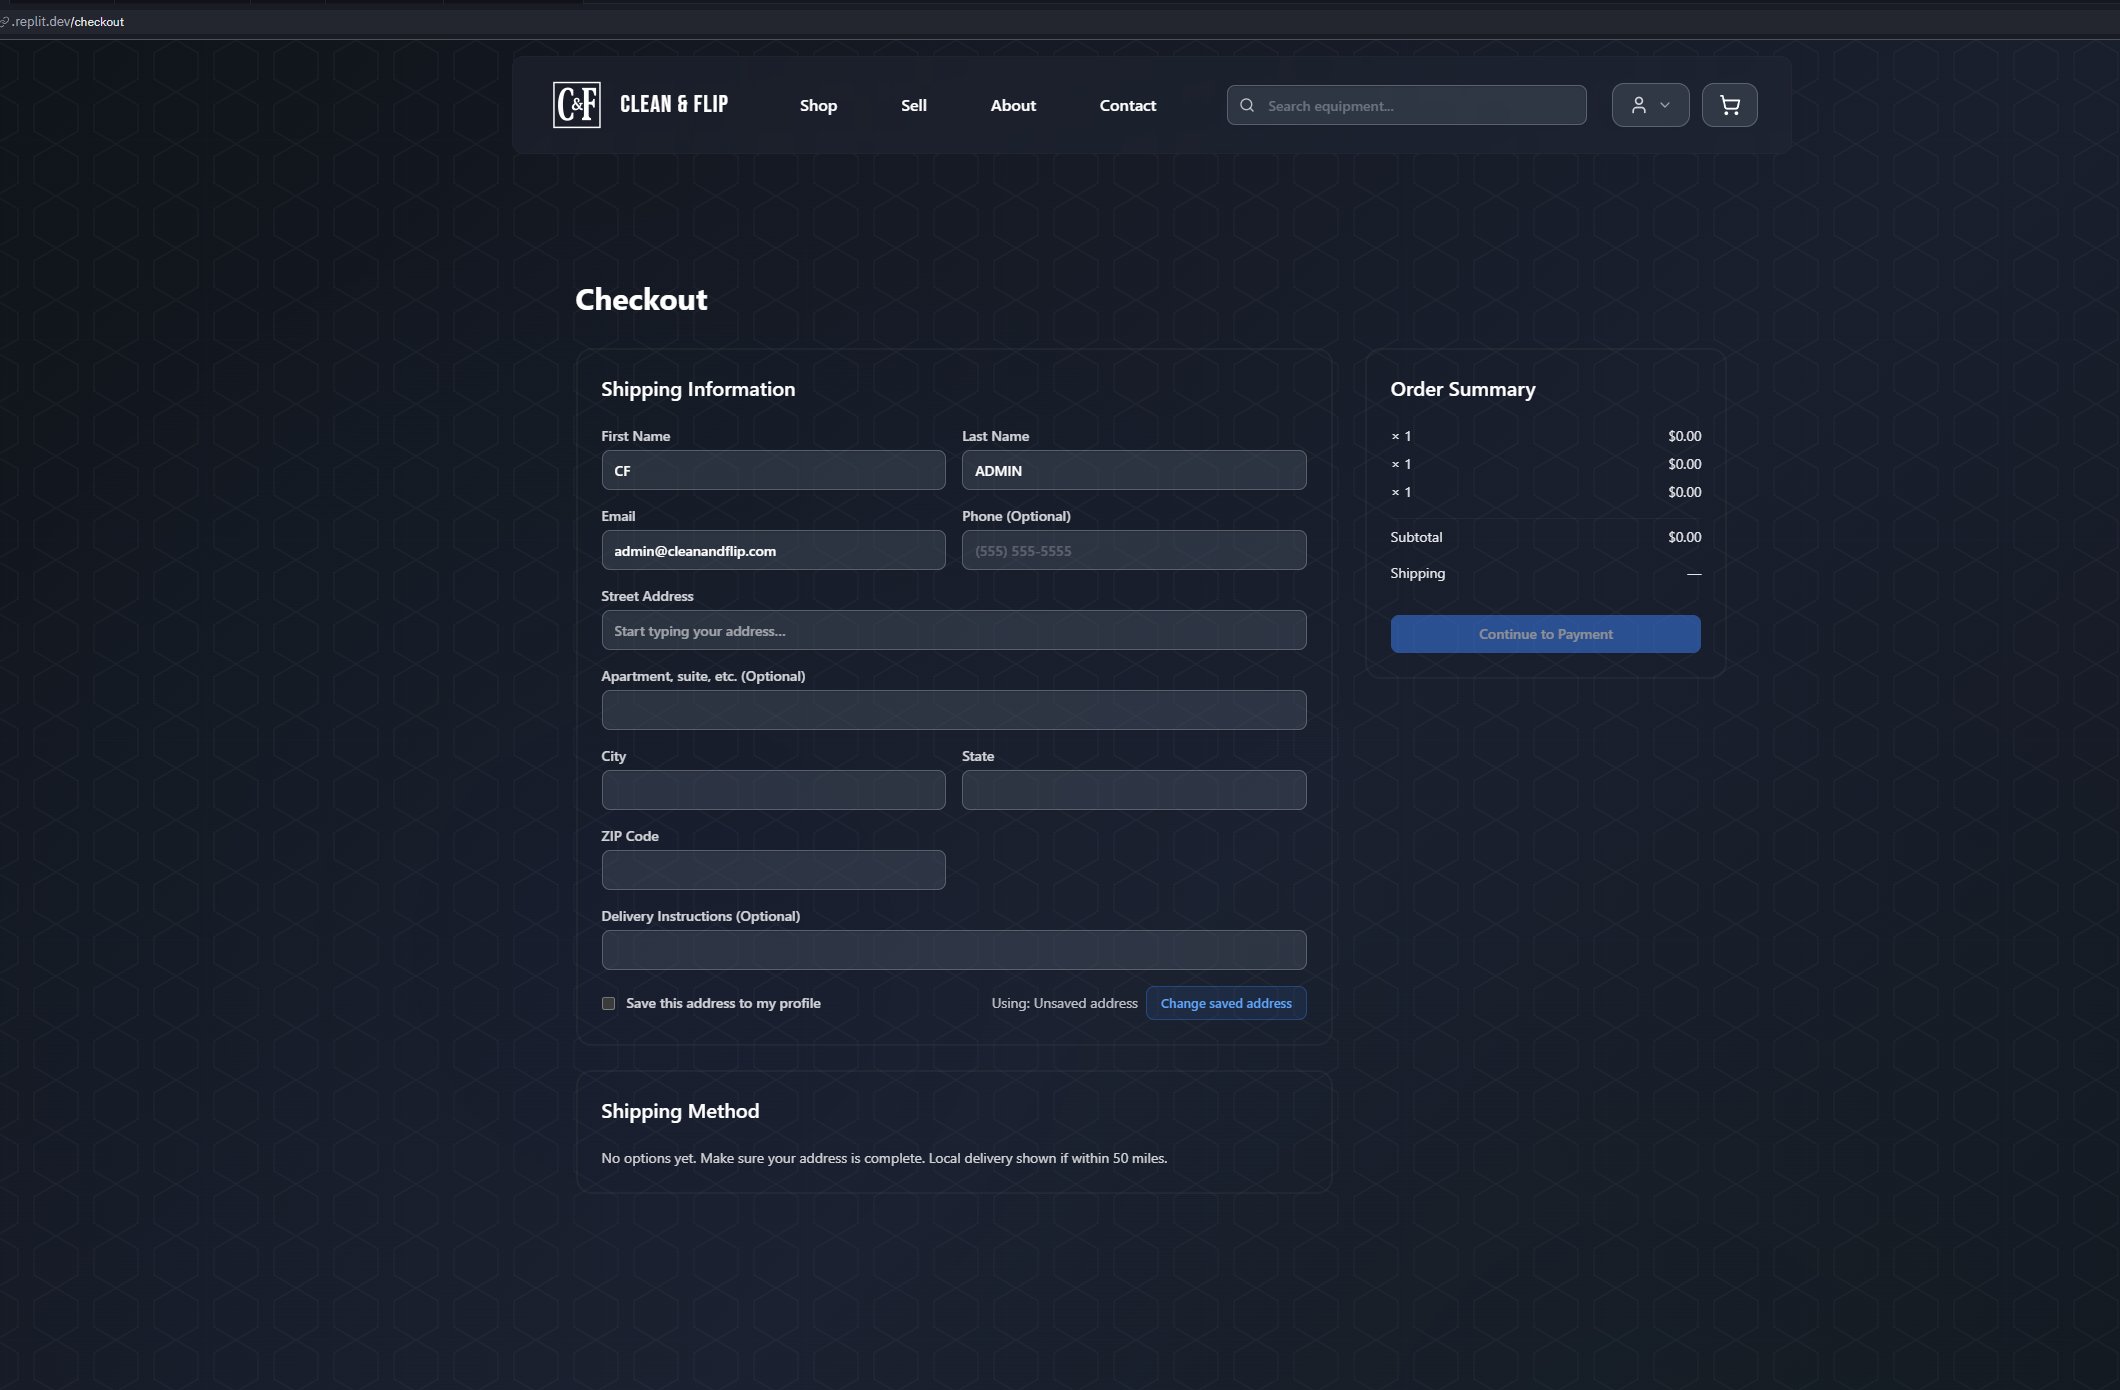 .replit.dev/checkout
C&F CLEAN & FLIP Shop Sell About Contact Search equipment...
Checkout
Shipping Information
First Name Last Name
CF ADMIN
Email Phone (Optional)
admin@cleanandflip.com (555) 555-5555
Street Address
Start typing your address...
Apartment, suite, etc. (Optional)
City State
ZIP Code
Delivery Instructions (Optional)
Save this address to my profile Using: Unsaved address Change saved address
Shipping Method
No options yet. Make sure your address is complete. Local delivery shown if within 50 miles.
Order Summary
× 1 $0.00
× 1 $0.00
× 1 $0.00
Subtotal $0.00
Shipping —
Continue to Payment